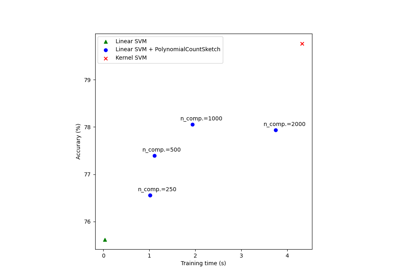 Linear SVM
Linear SVM + PolynomialCountSketch
Kernel SVM
79
n_comp.=1000
n_comp.=2000
78
n_comp.=500
77
n_comp.=250
76
Accurary (%)
0 1 2 3 4
Training time (s)